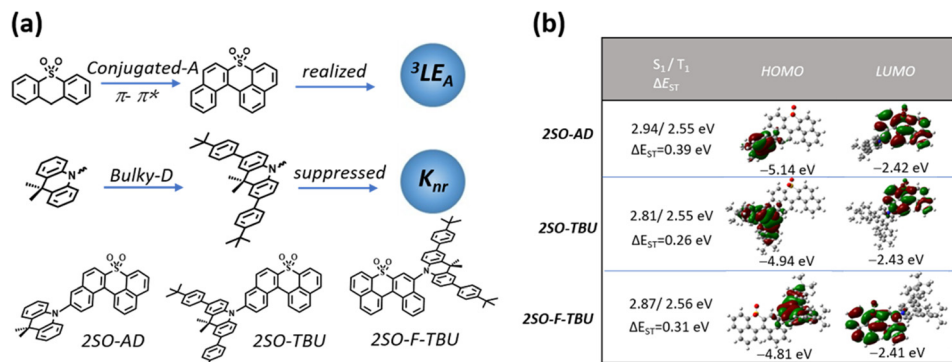 (a)
O O
S
Conjugated-A
π- π*
O O
S
realized
³LE_A
N
Bulky-D
N
suppressed
K_nr
O O
S
N
2SO-AD
O O
S
N
2SO-TBU
O O
S
N
2SO-F-TBU
(b)
S₁ / T₁
ΔE_ST
HOMO
LUMO
2SO-AD
2.94/ 2.55 eV
ΔE_ST=0.39 eV
−5.14 eV
−2.42 eV
2SO-TBU
2.81/ 2.55 eV
ΔE_ST=0.26 eV
−4.94 eV
−2.43 eV
2SO-F-TBU
2.87/ 2.56 eV
ΔE_ST=0.31 eV
−4.81 eV
−2.41 eV